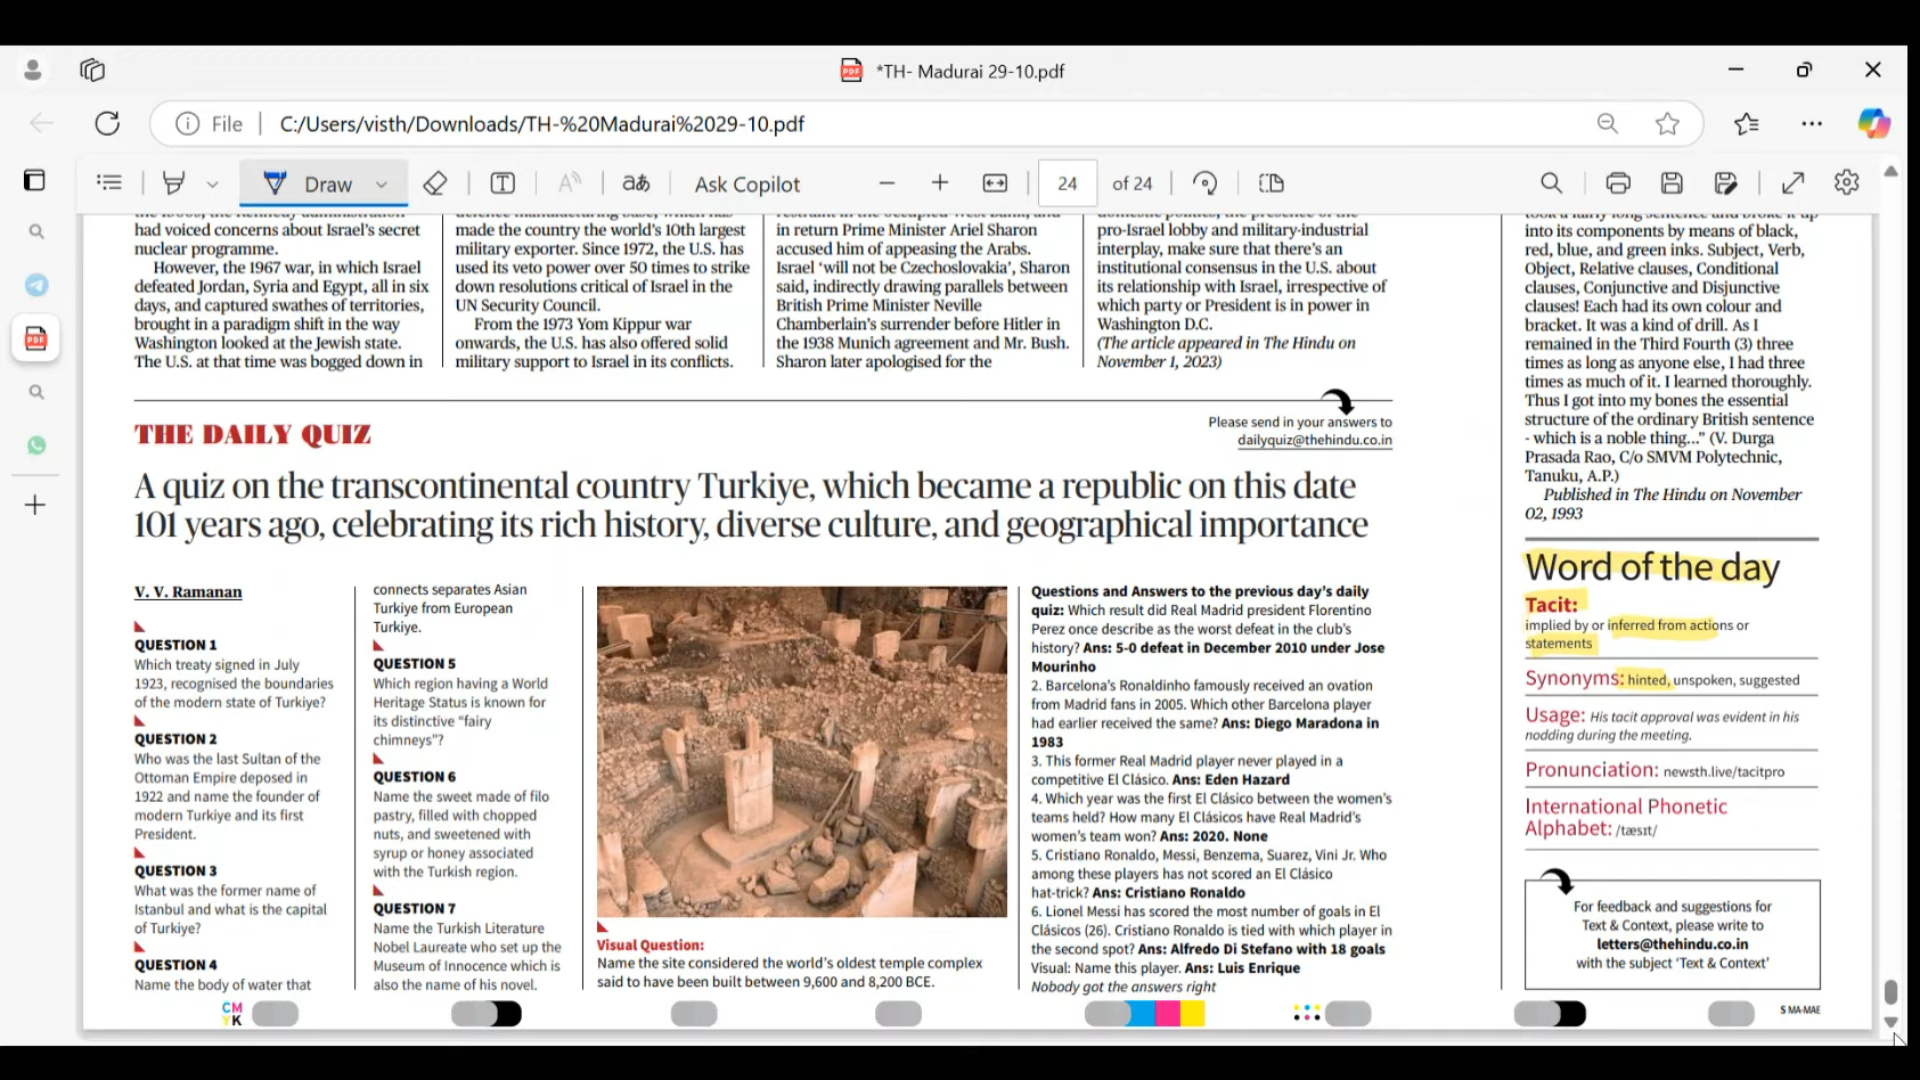 *TH- Madurai 29-10.pdf
File
C:/Users/visth/Downloads/TH-%20Madurai%2029-10.pdf
Draw
Ask Copilot
24
of 24
had voiced concerns about Israel's secret
nuclear programme.
However, the 1967 war, in which Israel
defeated Jordan, Syria and Egypt, all in six
days, and captured swathes of territories,
brought in a paradigm shift in the way
Washington looked at the Jewish state.
The U.S. at that time was bogged down in
defence manufacturing base, which has
made the country the world's 10th largest
military exporter. Since 1972, the U.S. has
used its veto power over 50 times to strike
down resolutions critical of Israel in the
UN Security Council.
From the 1973 Yom Kippur war
onwards, the U.S. has also offered solid
military support to Israel in its conflicts.
restraint in the occupied West Bank, and
in return Prime Minister Ariel Sharon
accused him of appeasing the Arabs.
Israel 'will not be Czechoslovakia', Sharon
said, indirectly drawing parallels between
British Prime Minister Neville
Chamberlain's surrender before Hitler in
the 1938 Munich agreement and Mr. Bush.
Sharon later apologised for the
domestic politics, the presence of the
pro-Israel lobby and military-industrial
interplay, make sure that there's an
institutional consensus in the U.S. about
its relationship with Israel, irrespective of
which party or President is in power in
Washington D.C.
(The article appeared in The Hindu on
November 1, 2023)
took a fairly long sentence and broke it up
into its components by means of black,
red, blue, and green inks. Subject, Verb,
Object, Relative clauses, Conditional
clauses, Conjunctive and Disjunctive
clauses! Each had its own colour and
bracket. It was a kind of drill. As I
remained in the Third Fourth (3) three
times as long as anyone else, I had three
times as much of it. I learned thoroughly.
Thus I got into my bones the essential
structure of the ordinary British sentence
- which is a noble thing..." (V. Durga
Prasada Rao, C/o SMVM Polytechnic,
Tanuku, A.P.)
Published in The Hindu on November
02, 1993
THE DAILY QUIZ
Please send in your answers to
dailyquiz@thehindu.co.in
A quiz on the transcontinental country Turkiye, which became a republic on this date
101 years ago, celebrating its rich history, diverse culture, and geographical importance
V. V. Ramanan
QUESTION 1
Which treaty signed in July
1923, recognised the boundaries
of the modern state of Turkiye?
QUESTION 2
Who was the last Sultan of the
Ottoman Empire deposed in
1922 and name the founder of
modern Turkiye and its first
President.
QUESTION 3
What was the former name of
Istanbul and what is the capital
of Turkiye?
QUESTION 4
Name the body of water that
connects separates Asian
Turkiye from European
Turkiye.
QUESTION 5
Which region having a World
Heritage Status is known for
its distinctive "fairy
chimneys"?
QUESTION 6
Name the sweet made of filo
pastry, filled with chopped
nuts, and sweetened with
syrup or honey associated
with the Turkish region.
QUESTION 7
Name the Turkish Literature
Nobel Laureate who set up the
Museum of Innocence which is
also the name of his novel.
Visual Question:
Name the site considered the world's oldest temple complex
said to have been built between 9,600 and 8,200 BCE.
Questions and Answers to the previous day's daily
quiz: Which result did Real Madrid president Florentino
Perez once describe as the worst defeat in the club's
history? Ans: 5-0 defeat in December 2010 under Jose
Mourinho
2. Barcelona's Ronaldinho famously received an ovation
from Madrid fans in 2005. Which other Barcelona player
had earlier received the same? Ans: Diego Maradona in
1983
3. This former Real Madrid player never played in a
competitive El Clásico. Ans: Eden Hazard
4. Which year was the first El Clásico between the women's
teams held? How many El Clásicos have Real Madrid's
women's team won? Ans: 2020. None
5. Cristiano Ronaldo, Messi, Benzema, Suarez, Vini Jr. Who
among these players has not scored an El Clásico
hat-trick? Ans: Cristiano Ronaldo
6. Lionel Messi has scored the most number of goals in El
Clásicos (26). Cristiano Ronaldo is tied with which player in
the second spot? Ans: Alfredo Di Stefano with 18 goals
Visual: Name this player. Ans: Luis Enrique
Nobody got the answers right
Word of the day
Tacit:
implied by or inferred from actions or
statements
Synonyms: hinted, unspoken, suggested
Usage: His tacit approval was evident in his
nodding during the meeting.
Pronunciation: newsth.live/tacitpro
International Phonetic
Alphabet: /tæsɪt/
For feedback and suggestions for
Text & Context, please write to
letters@thehindu.co.in
with the subject 'Text & Context'
CM
YK
S MA-MAE